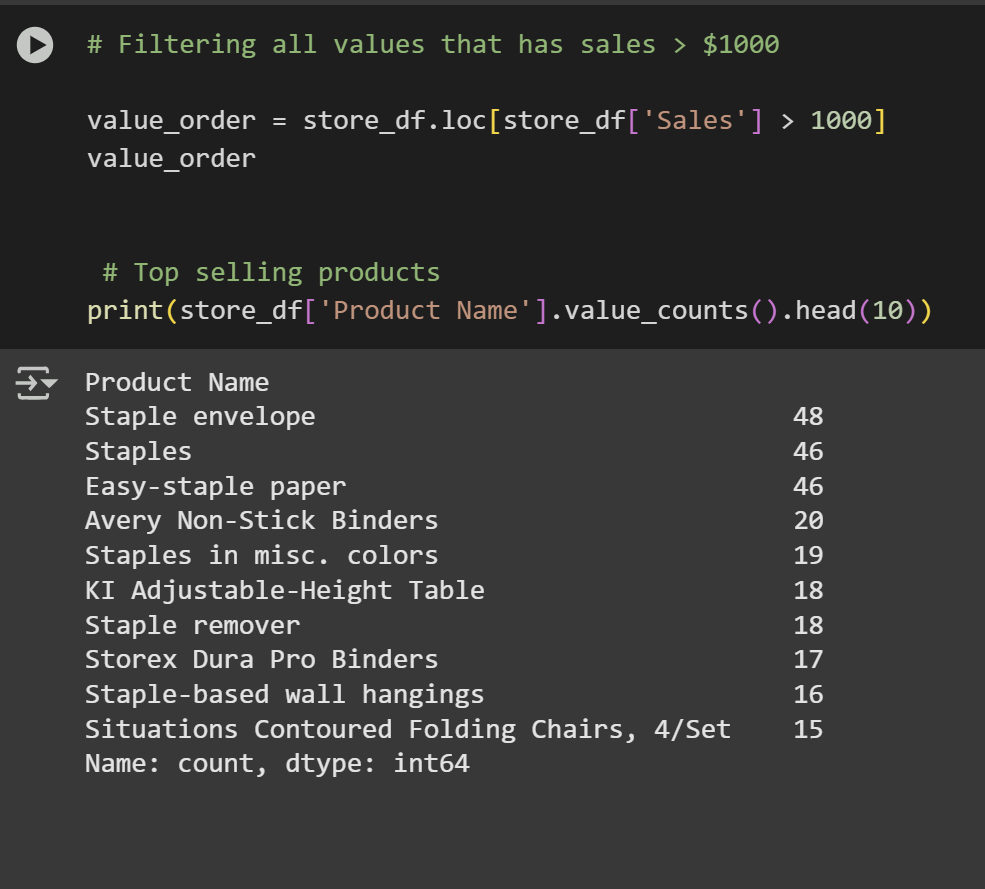 # Filtering all values that has sales > $1000
value_order = store_df.loc[store_df['Sales'] > 1000]
value_order
# Top selling products
print(store_df['Product Name'].value_counts().head(10))
Product Name
Staple envelope 48
Staples 46
Easy-staple paper 46
Avery Non-Stick Binders 20
Staples in misc. colors 19
KI Adjustable-Height Table 18
Staple remover 18
Storex Dura Pro Binders 17
Staple-based wall hangings 16
Situations Contoured Folding Chairs, 4/Set 15
Name: count, dtype: int64